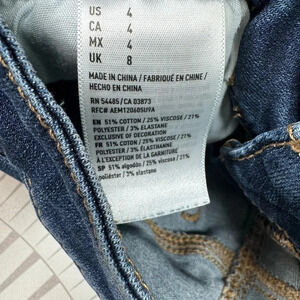 US 4
CA 4
MX 4
UK 8
MADE IN CHINA / FABRIQUÉ EN CHINE /
HECHO EN CHINA
RN 54485/CA 03873
RFC# AEM120605U9A
EN 51% COTTON / 25% VISCOSE / 21%
POLYESTER / 3% ELASTANE
EXCLUSIVE OF DECORATION
FR 51% COTON / 25% VISCOSE / 21%
POLYESTER / 3% ÉLASTHANNE
À L'EXCEPTION DE LA GARNITURE
SP 51% algodón / 25% viscosa / 21%
poliéster / 3% elastano